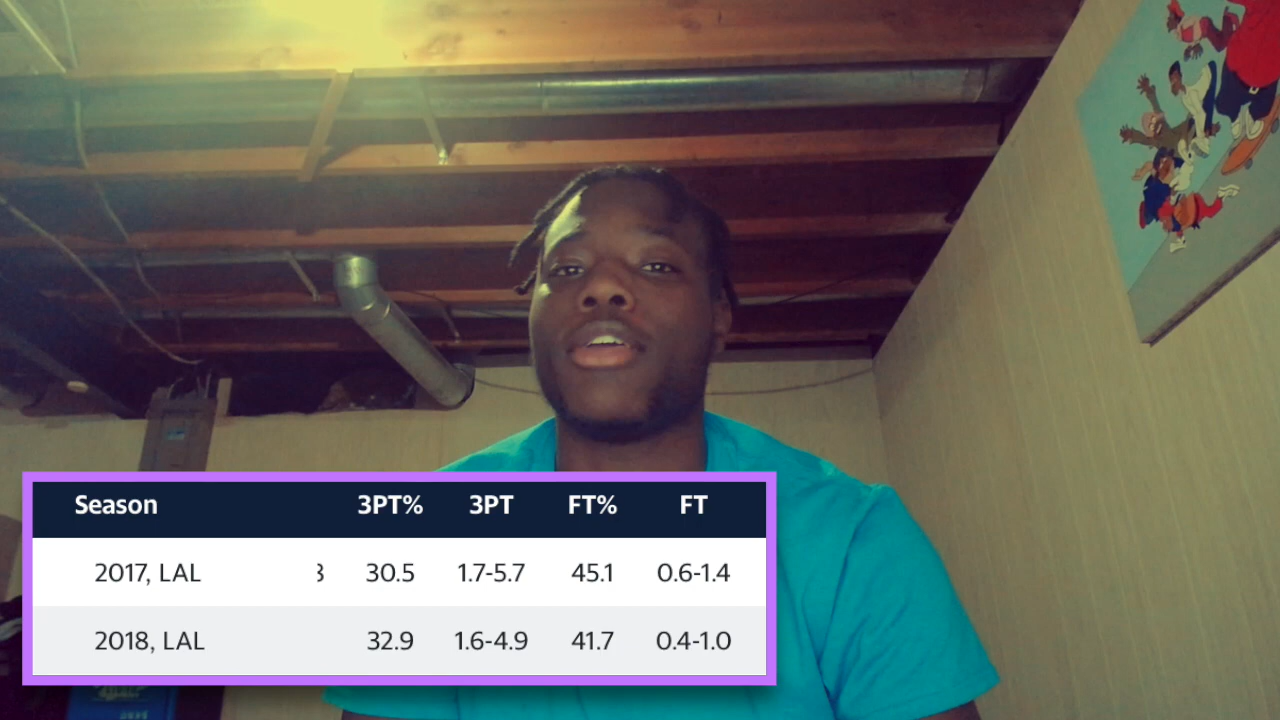 Season 3PT% 3PT FT% FT
2017, LAL 3 30.5 1.7-5.7 45.1 0.6-1.4
2018, LAL 32.9 1.6-4.9 41.7 0.4-1.0